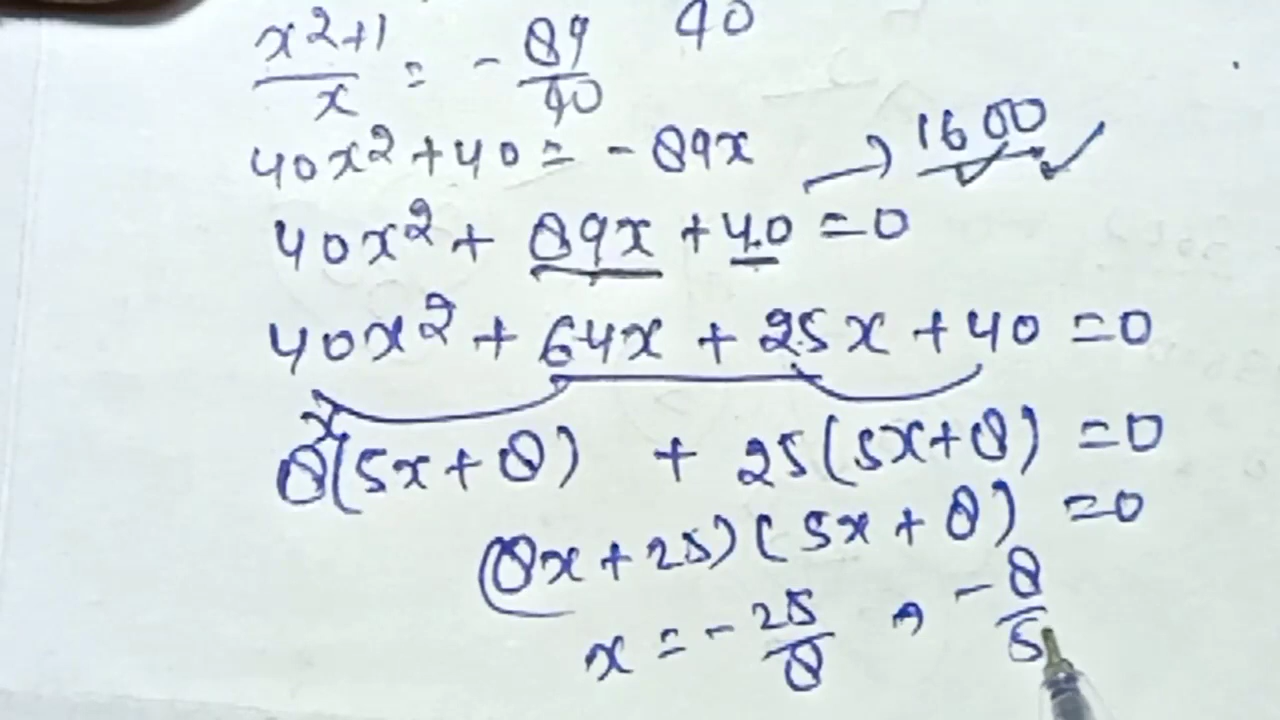 x²+1/x = - 89/40 40
40x² + 40 = - 89x → 1600 ✓
40x² + 89x + 40 = 0
40x² + 64x + 25x + 40 = 0
8x(5x + 8) + 25(5x + 8) = 0
(8x + 25)(5x + 8) = 0
x = - 25/8 , - 8/5